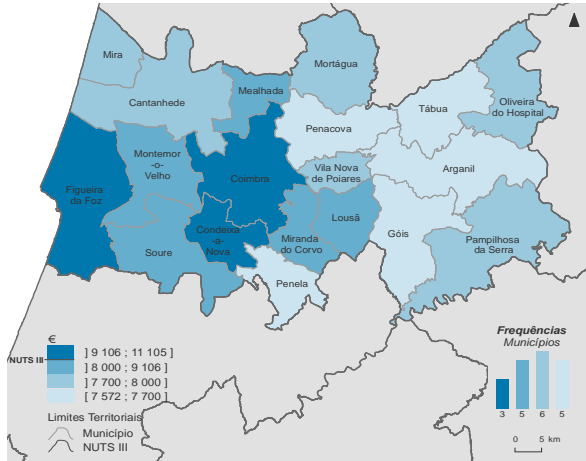 Mira
Mortágua
Mealhada
Cantanhede
Tábua
Oliveira
do Hospital
Penacova
Montemor
-o-
Velho
Coimbra
Vila Nova
de Poiares
Arganil
Figueira
da Foz
Lousã
Condeixa
-a-
Nova
Miranda
do Corvo
Góis
Pampilhosa
da Serra
Soure
Penela
€
NUTS III
] 9 106 ; 11 105 ]
] 8 000 ; 9 106 ]
] 7 700 ; 8 000 ]
[ 7 572 ; 7 700 ]
Limites Territoriais
Município
NUTS III
Frequências
Municípios
3 5 6 5
0 5 km